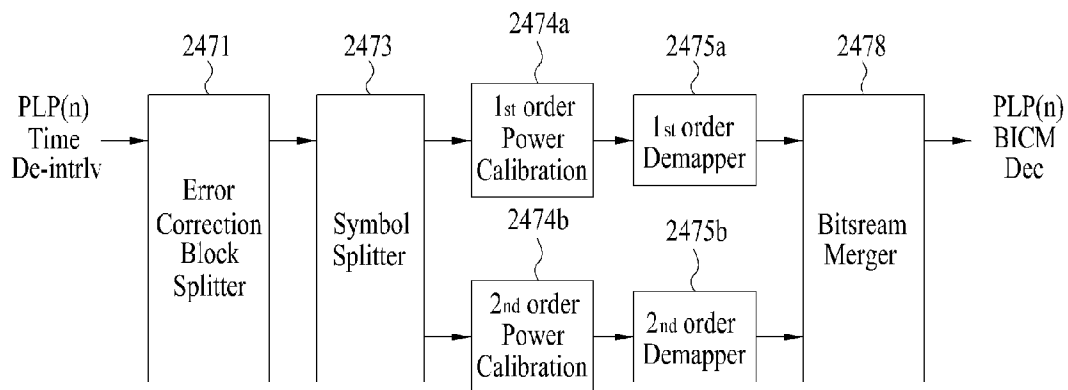 2474a
2471
2473
2475a
2478
PLP(n)
Time
De-intrlv
Error
Correction
Block
Splitter
Symbol
Splitter
1st order
Power
Calibration
1st order
Demapper
2474b
2475b
2nd order
Power
Calibration
2nd order
Demapper
Bitsream
Merger
PLP(n)
BICM
Dec